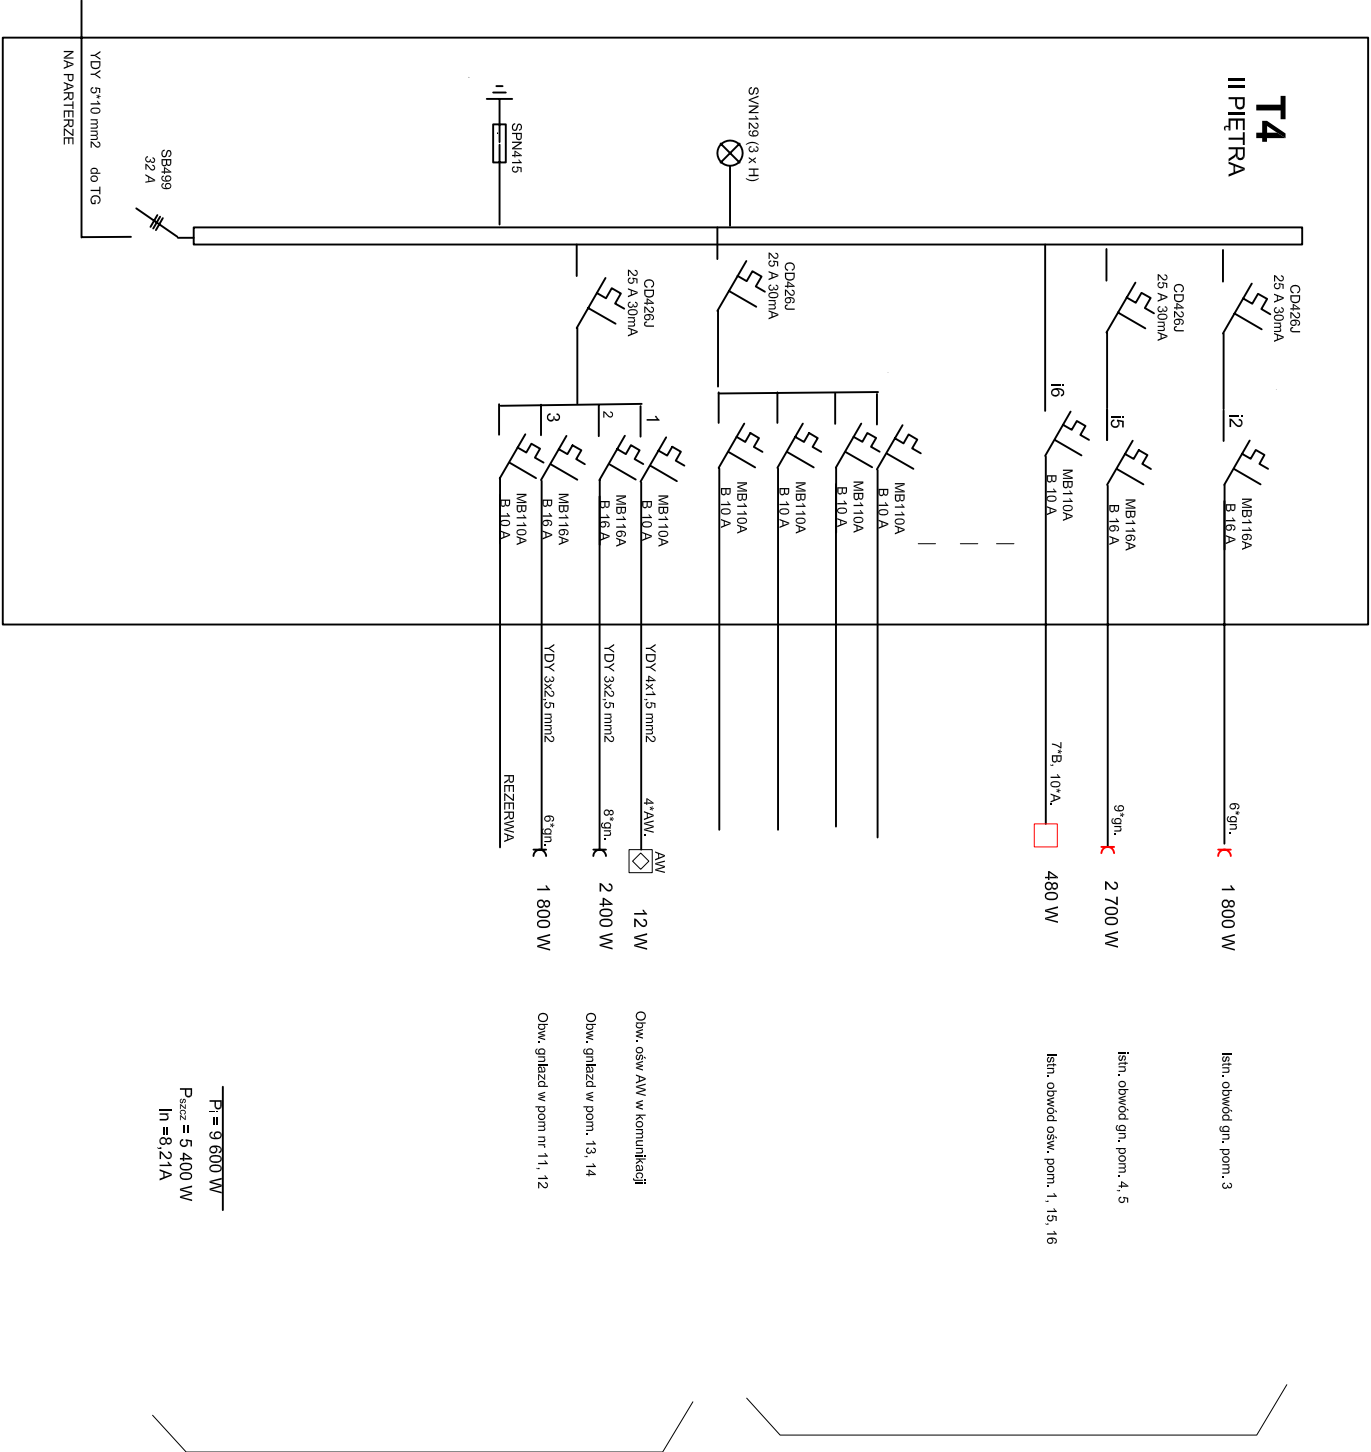 T4
II PIĘTRA
YDY 5*10 mm2 do TG
NA PARTERZE
SB499
32 A
SPN415
SVN129 (3 x H)
CD426J
25 A 30mA
CD426J
25 A 30mA
CD426J
25 A 30mA
CD426J
25 A 30mA
i2
MB116A
B 16 A
6*gn.
1 800 W
Istn. obwód gn. pom. 3
i5
MB116A
B 16 A
9*gn.
2 700 W
istn. obwód gn. pom. 4, 5
i6
MB110A
B 10 A
7*B, 10*A.
480 W
Istn. obwód ośw. pom. 1, 15, 16
MB110A
B 10 A
MB110A
B 10 A
MB110A
B 10 A
MB110A
B 10 A
1
MB110A
B 10 A
YDY 4x1,5 mm2
4*AW.
AW
12 W
Obw. ośw AW w komunikacji
2
MB116A
B 16 A
YDY 3x2,5 mm2
8*gn.
2 400 W
Obw. gniazd w pom. 13, 14
3
MB116A
B 16 A
YDY 3x2,5 mm2
6*gn.
1 800 W
Obw. gniazd w pom nr 11, 12
MB110A
B 10 A
REZERWA
Pi = 9 600 W
Pszcz = 5 400 W
In =8,21A